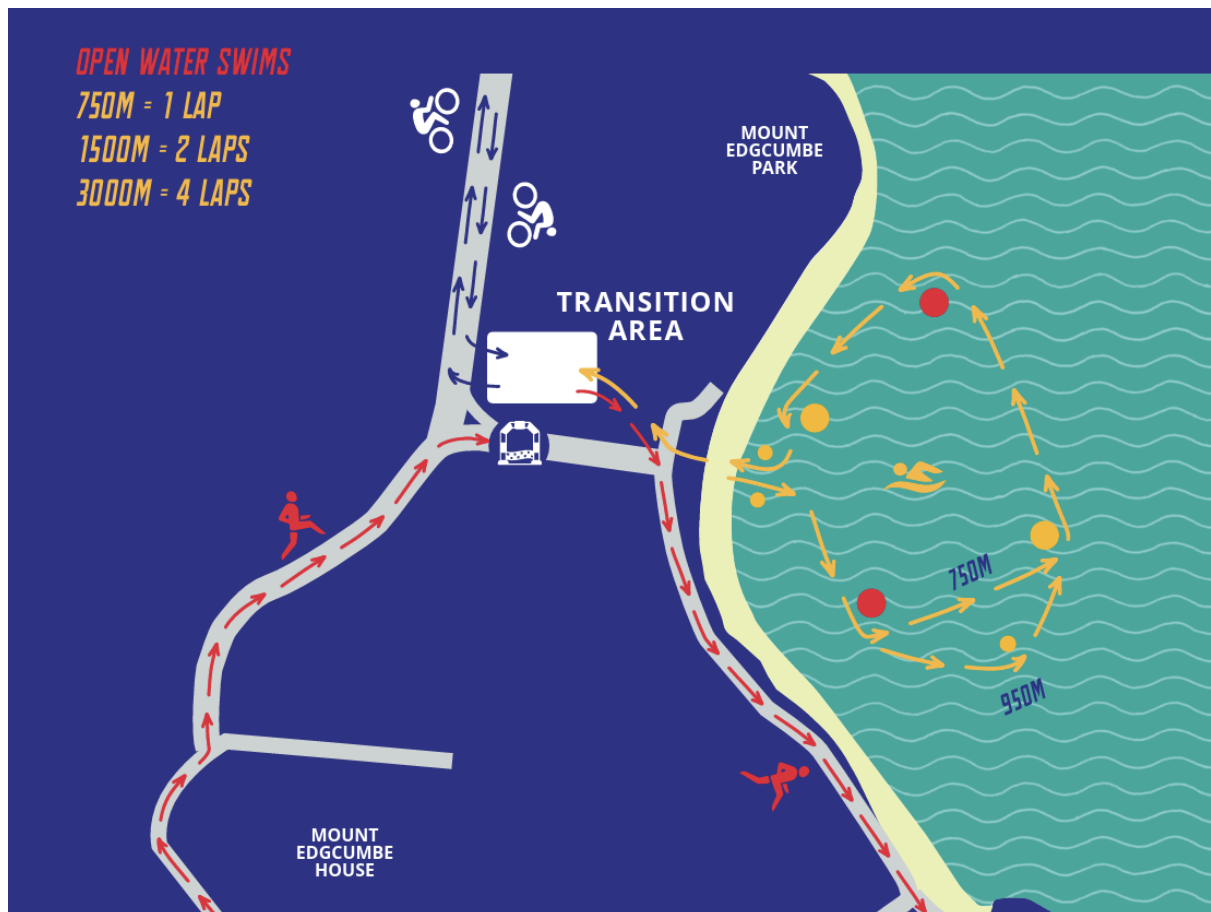 OPEN WATER SWIMS
750M = 1 LAP
1500M = 2 LAPS
3000M = 4 LAPS
MOUNT
EDGCUMBE
PARK
TRANSITION
AREA
750M
950M
MOUNT
EDGCUMBE
HOUSE